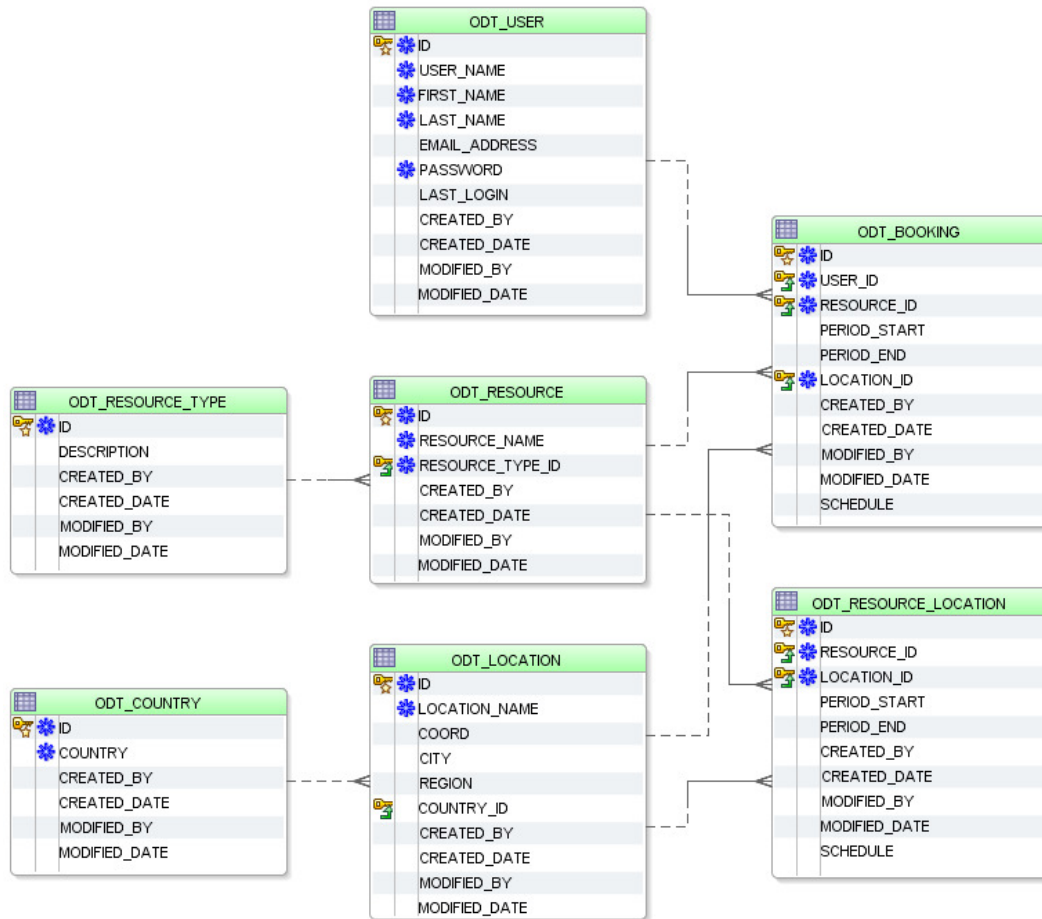 ODT_USER
ID
USER_NAME
FIRST_NAME
LAST_NAME
EMAIL_ADDRESS
PASSWORD
LAST_LOGIN
CREATED_BY
CREATED_DATE
MODIFIED_BY
MODIFIED_DATE
ODT_BOOKING
ID
USER_ID
RESOURCE_ID
PERIOD_START
PERIOD_END
LOCATION_ID
CREATED_BY
CREATED_DATE
MODIFIED_BY
MODIFIED_DATE
SCHEDULE
ODT_RESOURCE_TYPE
ID
DESCRIPTION
CREATED_BY
CREATED_DATE
MODIFIED_BY
MODIFIED_DATE
ODT_RESOURCE
ID
RESOURCE_NAME
RESOURCE_TYPE_ID
CREATED_BY
CREATED_DATE
MODIFIED_BY
MODIFIED_DATE
ODT_RESOURCE_LOCATION
ID
RESOURCE_ID
LOCATION_ID
PERIOD_START
PERIOD_END
CREATED_BY
CREATED_DATE
MODIFIED_BY
MODIFIED_DATE
SCHEDULE
ODT_COUNTRY
ID
COUNTRY
CREATED_BY
CREATED_DATE
MODIFIED_BY
MODIFIED_DATE
ODT_LOCATION
ID
LOCATION_NAME
COORD
CITY
REGION
COUNTRY_ID
CREATED_BY
CREATED_DATE
MODIFIED_BY
MODIFIED_DATE